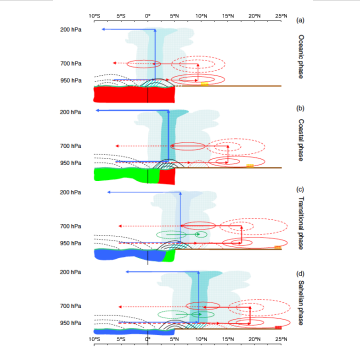 10°S 5°S 0° 5°N 10°N 15°N 20°N 25°N
(a)
200 hPa
700 hPa
950 hPa
Oceanic phase
(b)
200 hPa
700 hPa
950 hPa
Coastal phase
(c)
200 hPa
700 hPa
950 hPa
Transitional phase
(d)
200 hPa
700 hPa
950 hPa
Sahelian phase
10°S 5°S 0° 5°N 10°N 15°N 20°N 25°N